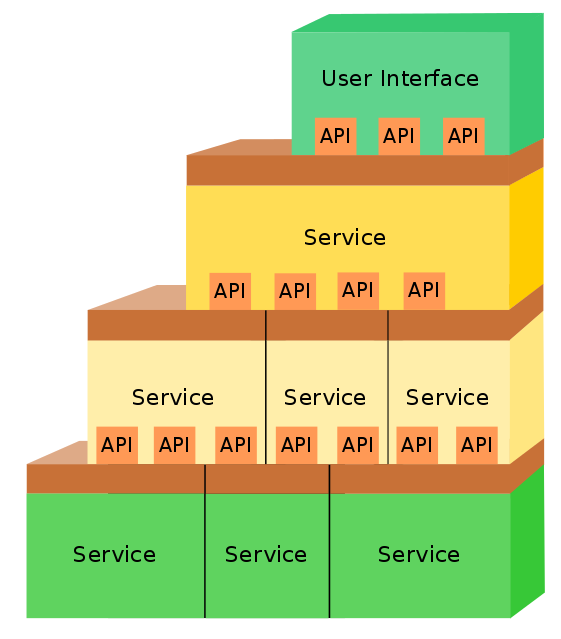 User Interface
API API API
Service
API API API API
Service Service Service
API API API API API API API
Service Service Service